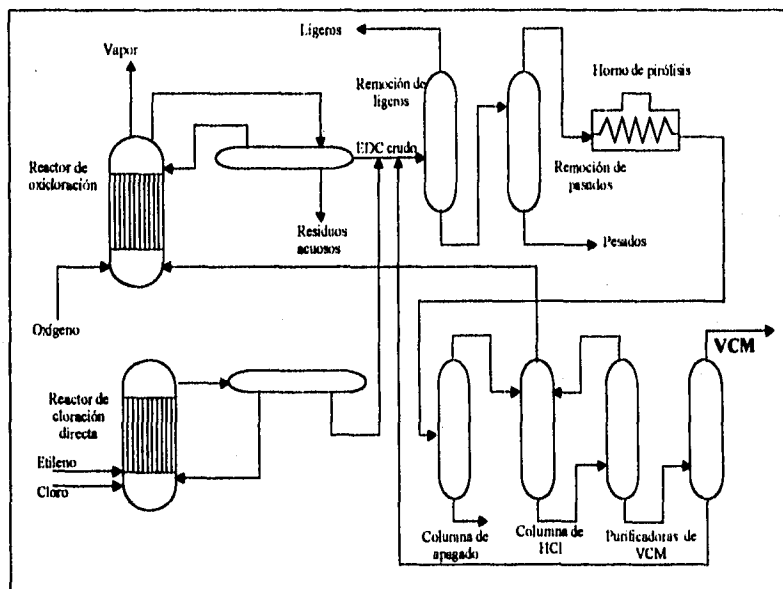 Ligeros
Vapor
Horno de pirólisis
Remoción de
ligeros
EDC crudo
Reactor de
oxicloración
Remoción de
pasados
Residuos
acuosos
Pesados
Oxígeno
VCM
Reactor de
cloración
directa
Etileno
Cloro
Columna de
apagado
Columna de
HCl
Purificadoras de
VCM